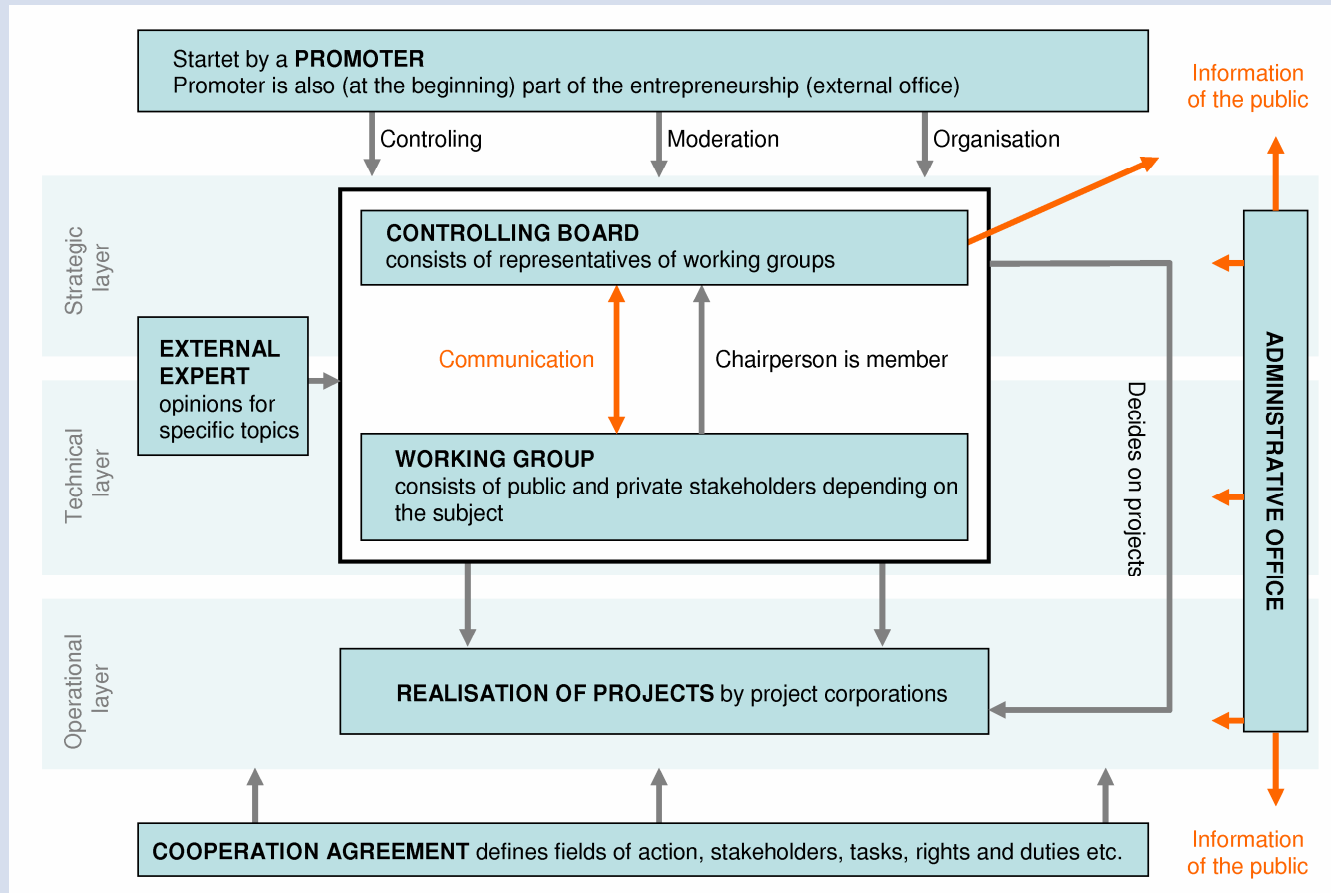 Startet by a PROMOTER
Promoter is also (at the beginning) part of the entrepreneurship (external office)
Information
of the public
Controling
Moderation
Organisation
Strategic
layer
CONTROLLING BOARD
consists of representatives of working groups
EXTERNAL
EXPERT
opinions for
specific topics
Communication
Chairperson is member
Decides on projects
ADMINISTRATIVE OFFICE
Technical
layer
WORKING GROUP
consists of public and private stakeholders depending on
the subject
Operational
layer
REALISATION OF PROJECTS by project corporations
COOPERATION AGREEMENT defines fields of action, stakeholders, tasks, rights and duties etc.
Information
of the public